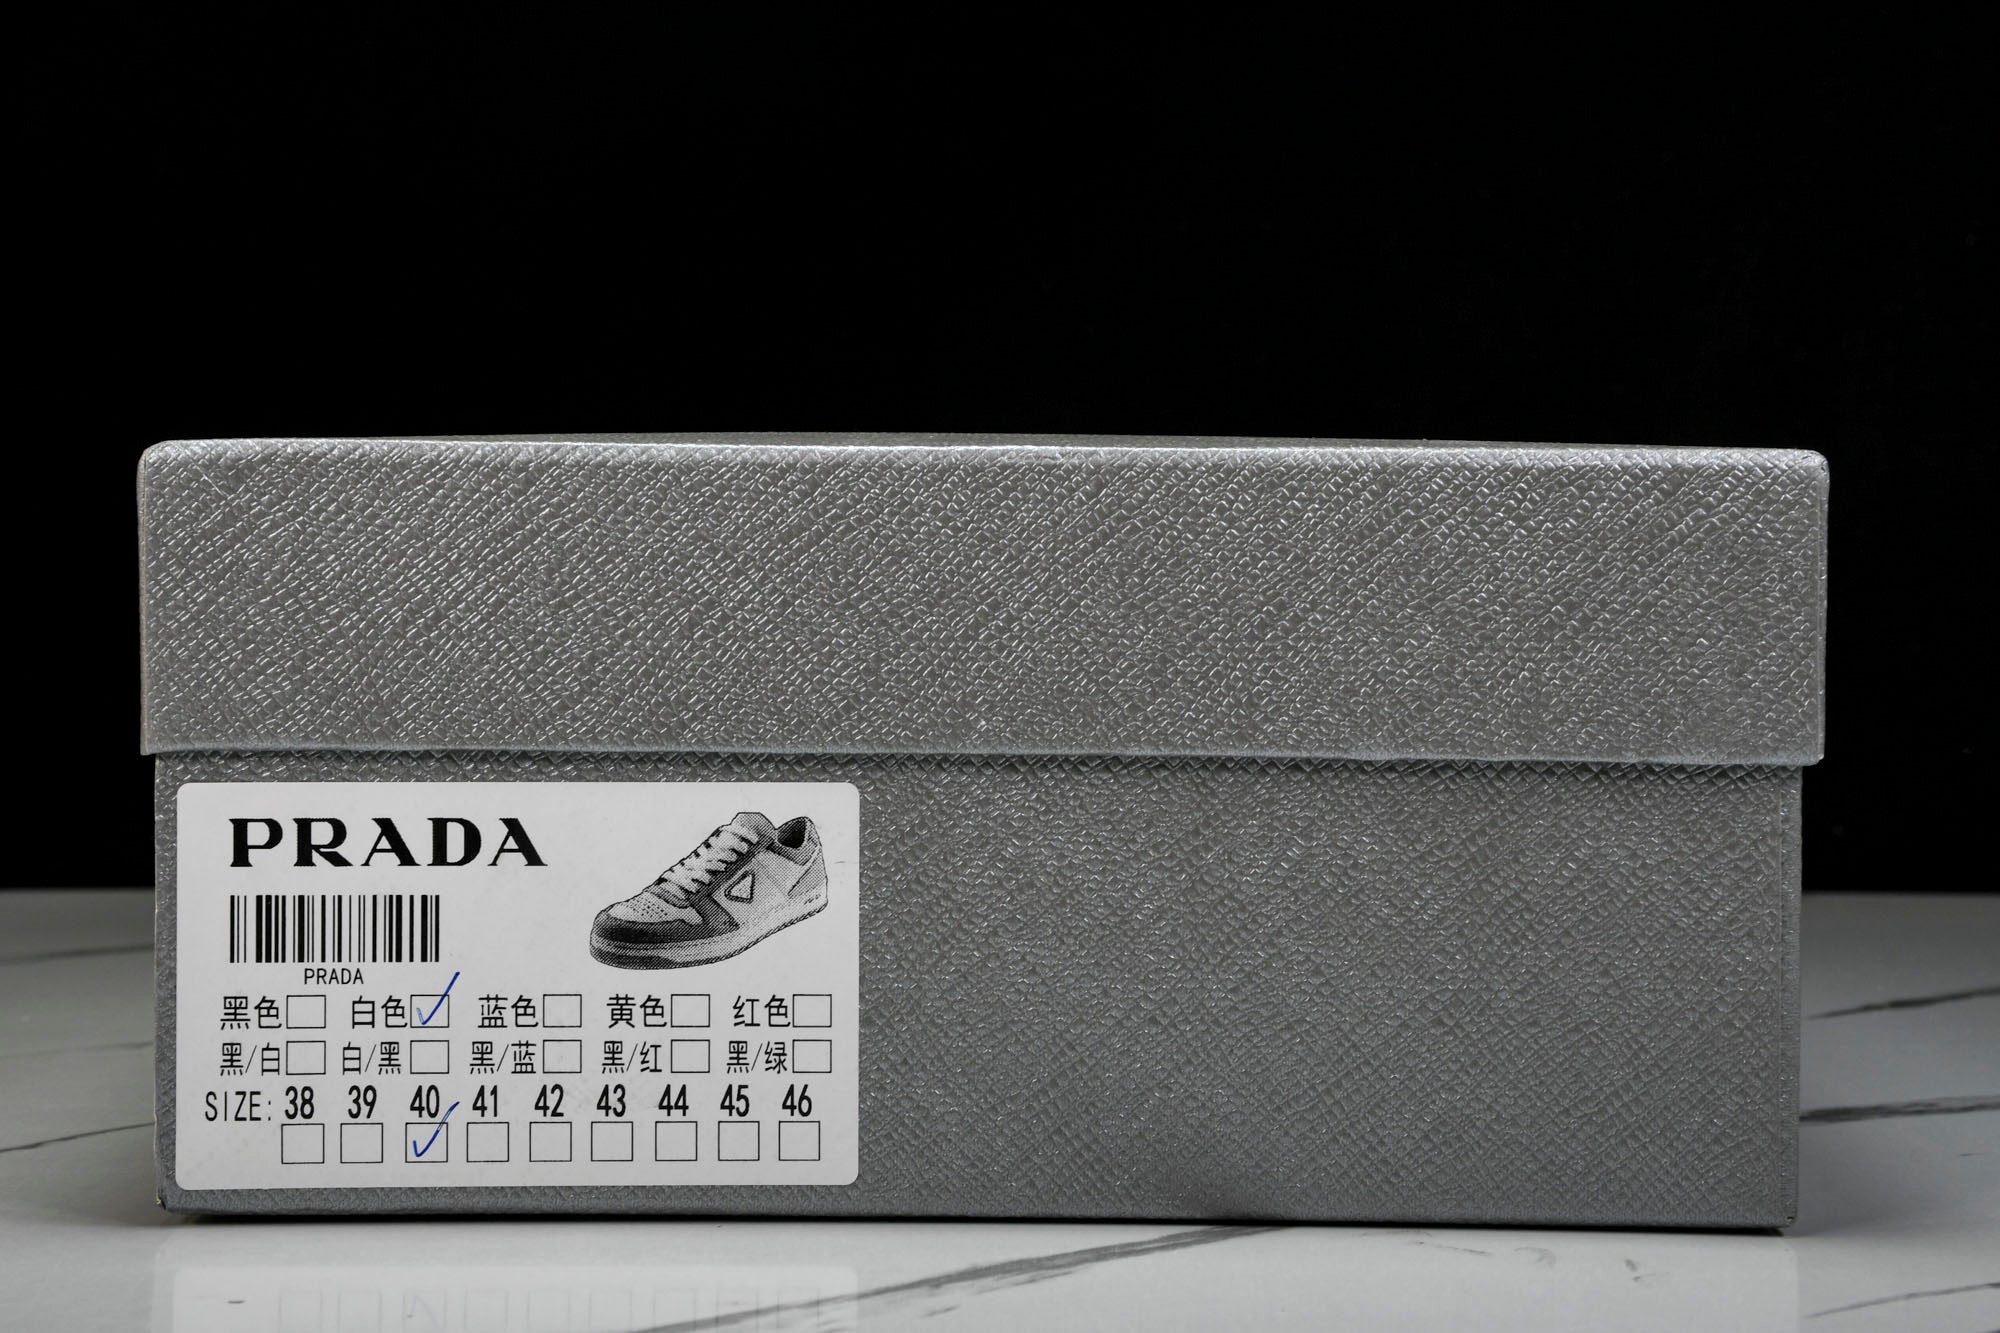 PRADA
PRADA
黑色 白色 蓝色 黄色 红色
黑/白 白/黑 黑/蓝 黑/红 黑/绿
SIZE: 38 39 40 41 42 43 44 45 46